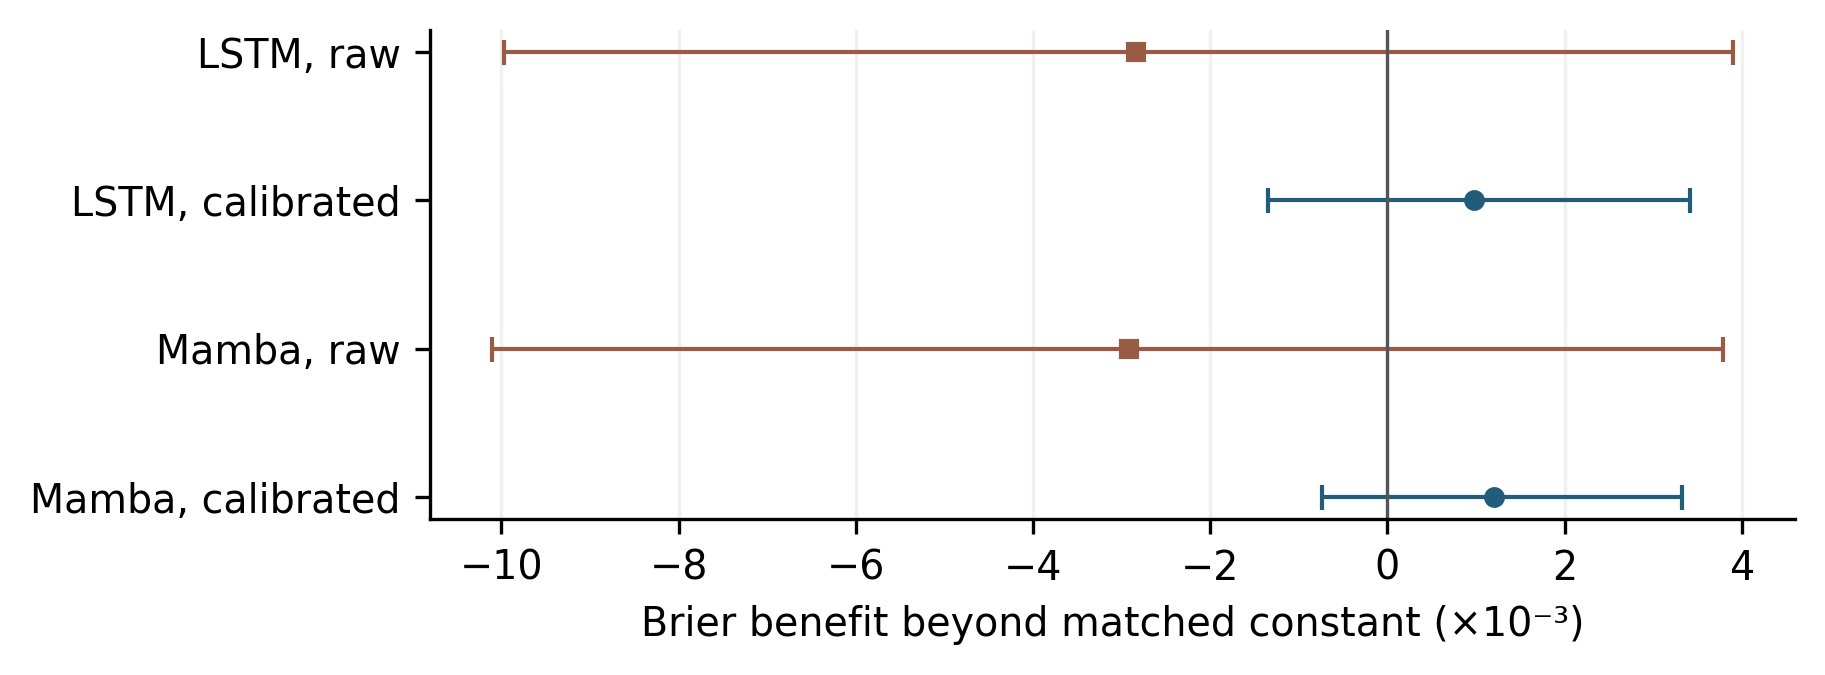 LSTM, raw
LSTM, calibrated
Mamba, raw
Mamba, calibrated
−10 −8 −6 −4 −2 0 2 4
Brier benefit beyond matched constant (×10⁻³)